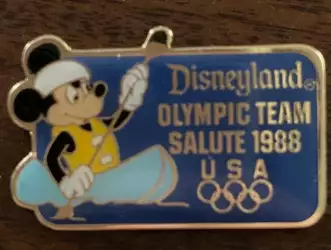 Disneyland®
OLYMPIC TEAM
SALUTE 1988
USA